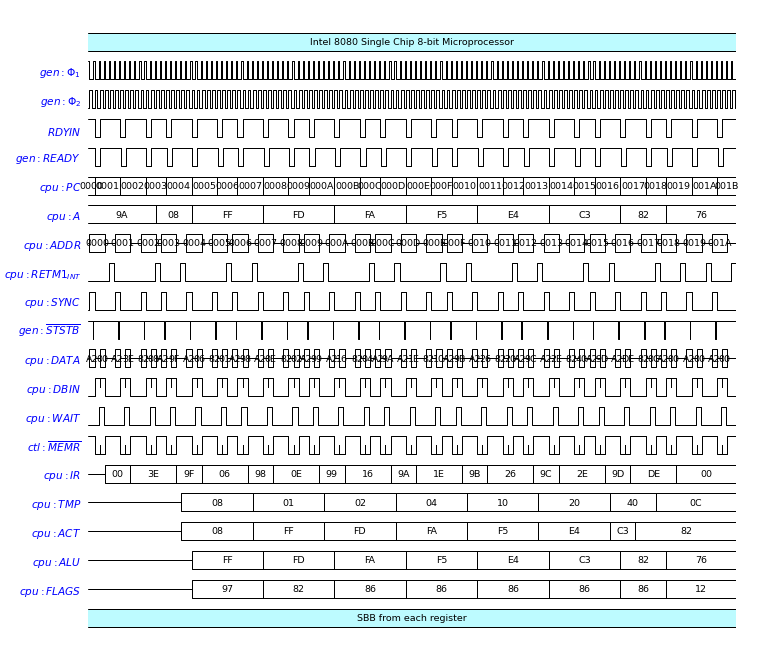 Intel 8080 Single Chip 8-bit Microprocessor
gen:Φ1
gen:Φ2
RDYIN
gen:READY
cpu:PC 0000 0001 0002 0003 0004 0005 0006 0007 0008 0009 000A 000B 000C 000D 000E 000F 0010 0011 0012 0013 0014 0015 0016 0017 0018 0019 001A 001B
cpu:A 9A 08 FF FD FA F5 E4 C3 82 76
cpu:ADDR 0000 0001 0002 0003 0004 0005 0006 0007 0008 0009 000A 000B 000C 000D 000E 000F 0010 0011 0012 0013 0014 0015 0016 0017 0018 0019 001A
cpu:RETM1INT
cpu:SYNC
gen:STSTB
cpu:DATA
cpu:DBIN
cpu:WAIT
ctl:MEMR
cpu:IR 00 3E 9F 06 98 0E 99 16 9A 1E 9B 26 9C 2E 9D DE 00
cpu:TMP 08 01 02 04 10 20 40 0C
cpu:ACT 08 FF FD FA F5 E4 C3 82
cpu:ALU FF FD FA F5 E4 C3 82 76
cpu:FLAGS 97 82 86 86 86 86 86 12
SBB from each register